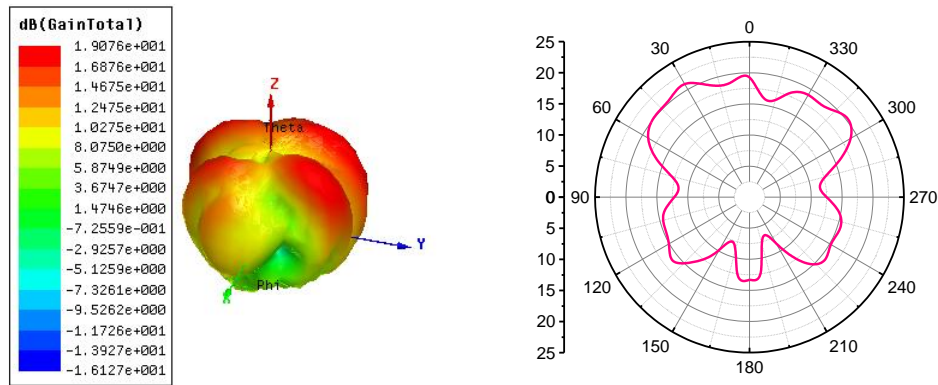 dB(GainTotal)
1.9076e+001
1.6876e+001
1.4675e+001
1.2475e+001
1.0275e+001
8.0750e+000
5.8749e+000
3.6747e+000
1.4746e+000
-7.2559e-001
-2.9257e+000
-5.1259e+000
-7.3261e+000
-9.5262e+000
-1.1726e+001
-1.3927e+001
-1.6127e+001
Z
Theta
Y
Phi
X
25
20
15
10
5
0
5
10
15
20
25
0
330
300
270
240
210
180
150
120
90
60
30